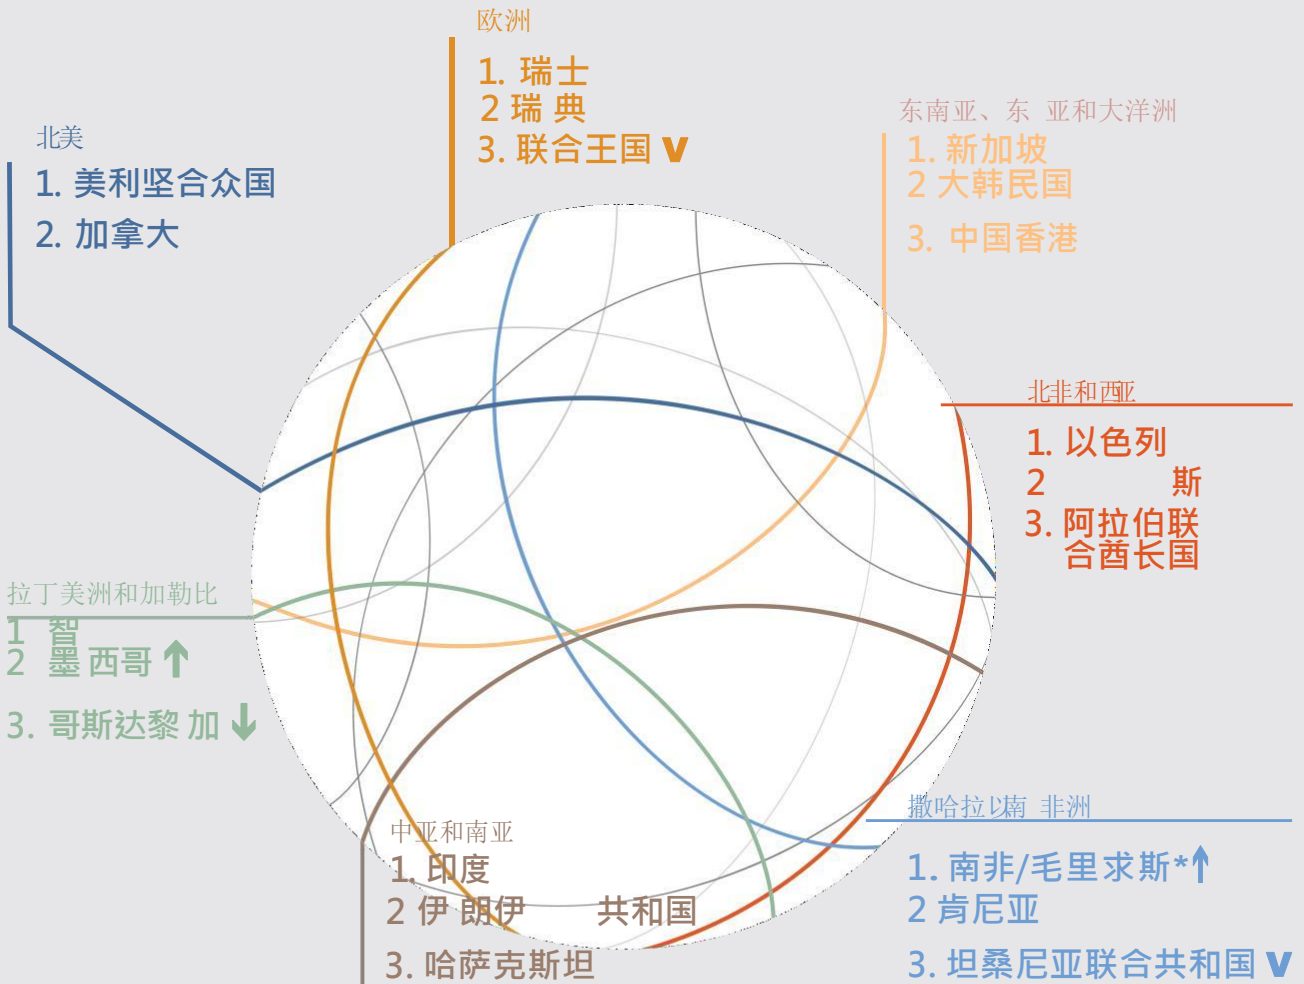 欧洲
1. 瑞士
2 瑞 典
3. 联合王国 V
北美
1. 美利坚合众国
2. 加拿大
东南亚、东 亚和大洋洲
1. 新加坡
2 大韩民国
3. 中国香港
北非和西亚
1. 以色列
2 斯
3. 阿拉伯联
合酋长国
拉丁美洲和加勒比
1 智
2 墨 西哥 ↑
3. 哥斯达黎 加 ↓
中亚和南亚
1. 印度
2 伊 朗伊 共和国
3. 哈萨克斯坦
撒哈拉以南 非洲
1. 南非/毛里求斯*↑
2 肯尼亚
3. 坦桑尼亚联合共和国 V